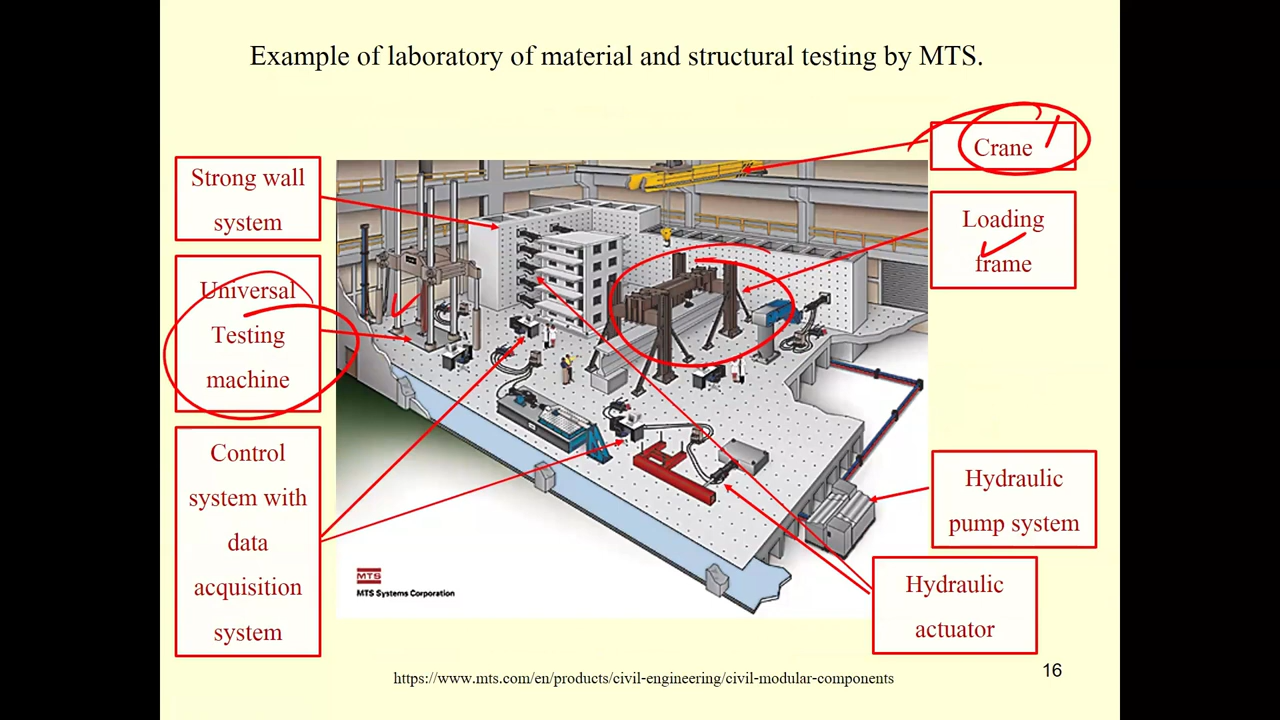 Example of laboratory of material and structural testing by MTS.
Crane
Strong wall
system
Loading
frame
Universal
Testing
machine
Control
system with
data
acquisition
system
Hydraulic
pump system
Hydraulic
actuator
MTS
MTS Systems Corporation
https://www.mts.com/en/products/civil-engineering/civil-modular-components
16